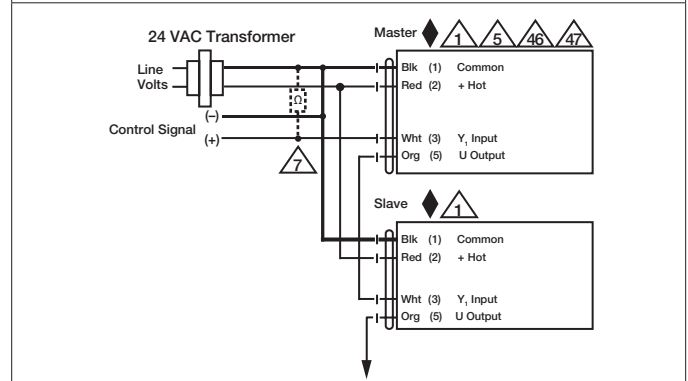 24 VAC Transformer
Master 1 5 46 47
Line
Volts
Blk (1) Common
Red (2) + Hot
Ω
(–)
Control Signal
(+)
Wht (3) Y₁ Input
Org (5) U Output
7
Slave 1
Blk (1) Common
Red (2) + Hot
Wht (3) Y₁ Input
Org (5) U Output